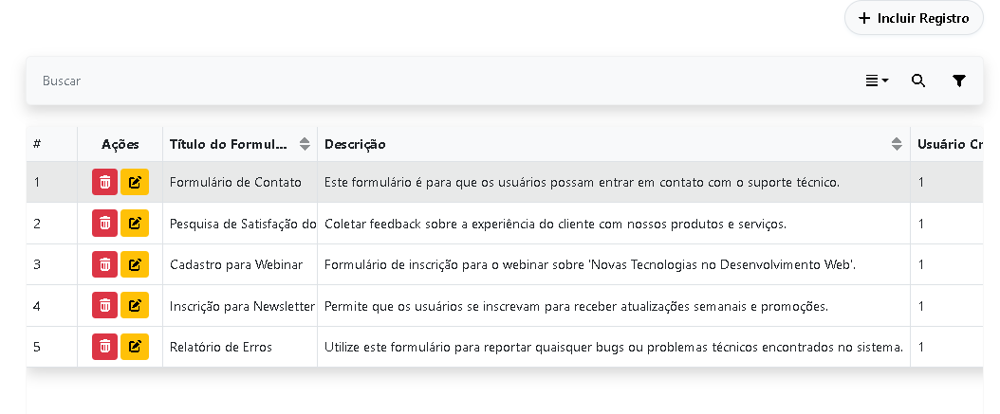 Incluir Registro
Buscar
# Ações Título do Formul... Descrição Usuário Cr
1 Formulário de Contato Este formulário é para que os usuários possam entrar em contato com o suporte técnico. 1
2 Pesquisa de Satisfação do Coletar feedback sobre a experiência do cliente com nossos produtos e serviços. 1
3 Cadastro para Webinar Formulário de inscrição para o webinar sobre 'Novas Tecnologias no Desenvolvimento Web'. 1
4 Inscrição para Newsletter Permite que os usuários se inscrevam para receber atualizações semanais e promoções. 1
5 Relatório de Erros Utilize este formulário para reportar quaisquer bugs ou problemas técnicos encontrados no sistema. 1